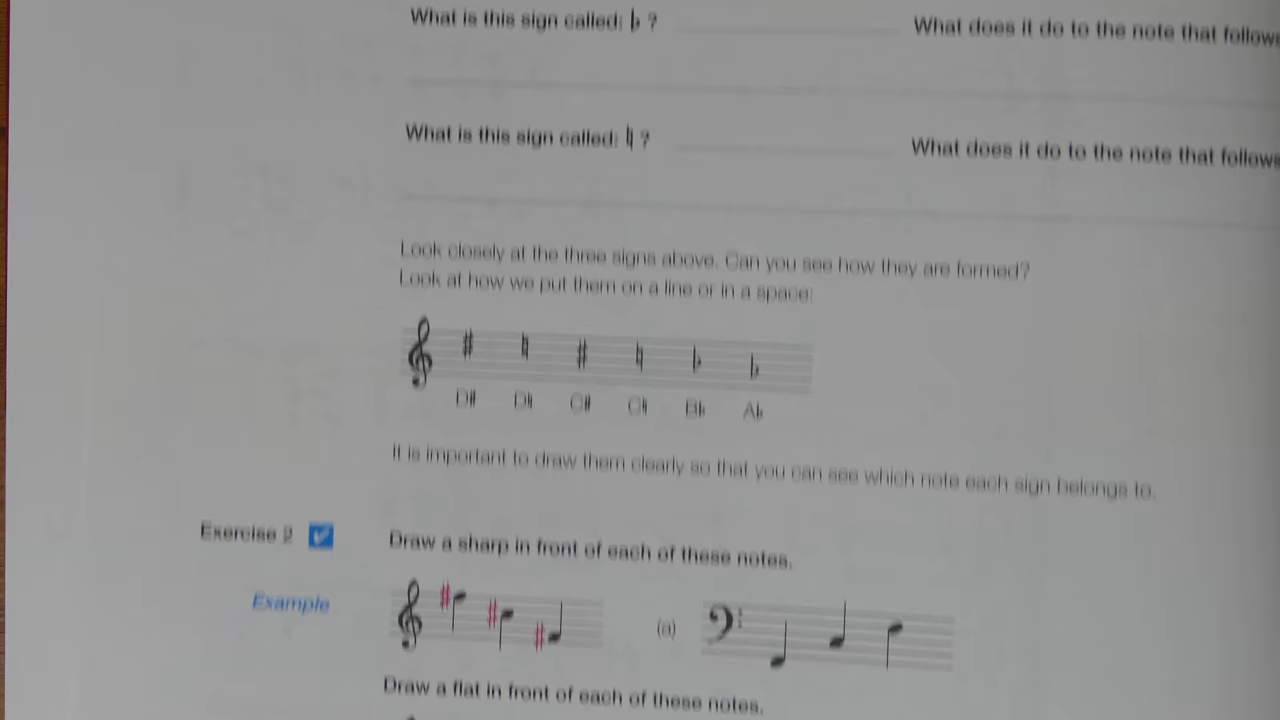 What is this sign called: ♭ ? What does it do to the note that follows
What is this sign called: ♮ ? What does it do to the note that follows
Look closely at the three signs above. Can you see how they are formed?
Look at how we put them on a line or in a space:
D♯ D♮ C♯ C♮ B♭ A♭
It is important to draw them clearly so that you can see which note each sign belongs to.
Exercise 2 Draw a sharp in front of each of these notes.
Example (a)
Draw a flat in front of each of these notes.